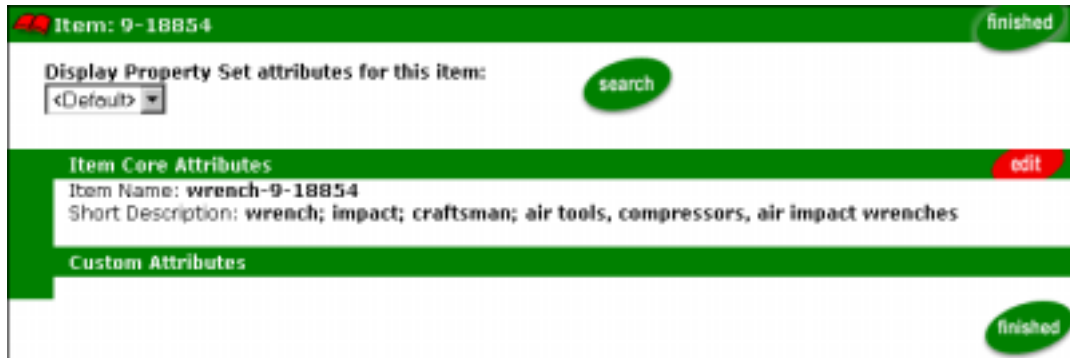 Item: 9-18854
finished
Display Property Set attributes for this item:
<Default>
search
Item Core Attributes
edit
Item Name: wrench-9-18854
Short Description: wrench; impact; craftsman; air tools, compressors, air impact wrenches
Custom Attributes
finished